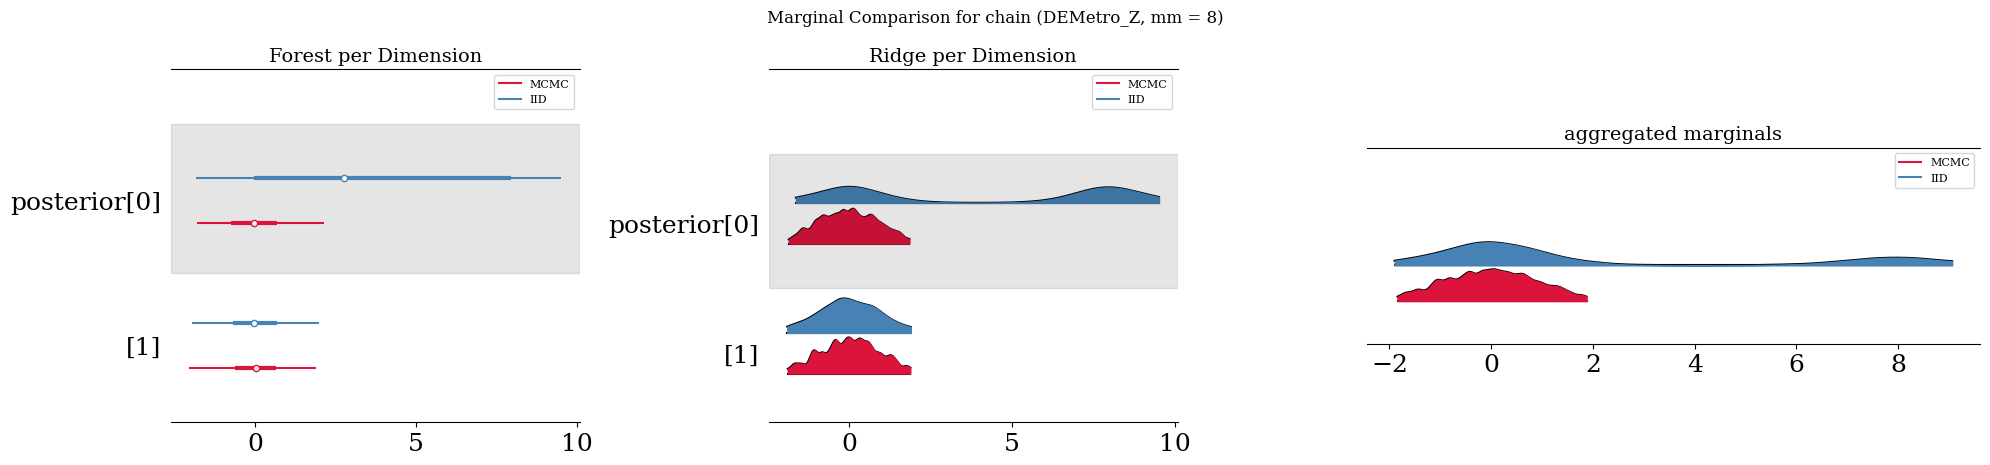 Marginal Comparison for chain (DEMetro_Z, mm = 8)
Forest per Dimension
MCMC
IID
posterior[0]
[1]
0 5 10
Ridge per Dimension
MCMC
IID
posterior[0]
[1]
0 5 10
aggregated marginals
MCMC
IID
−2 0 2 4 6 8